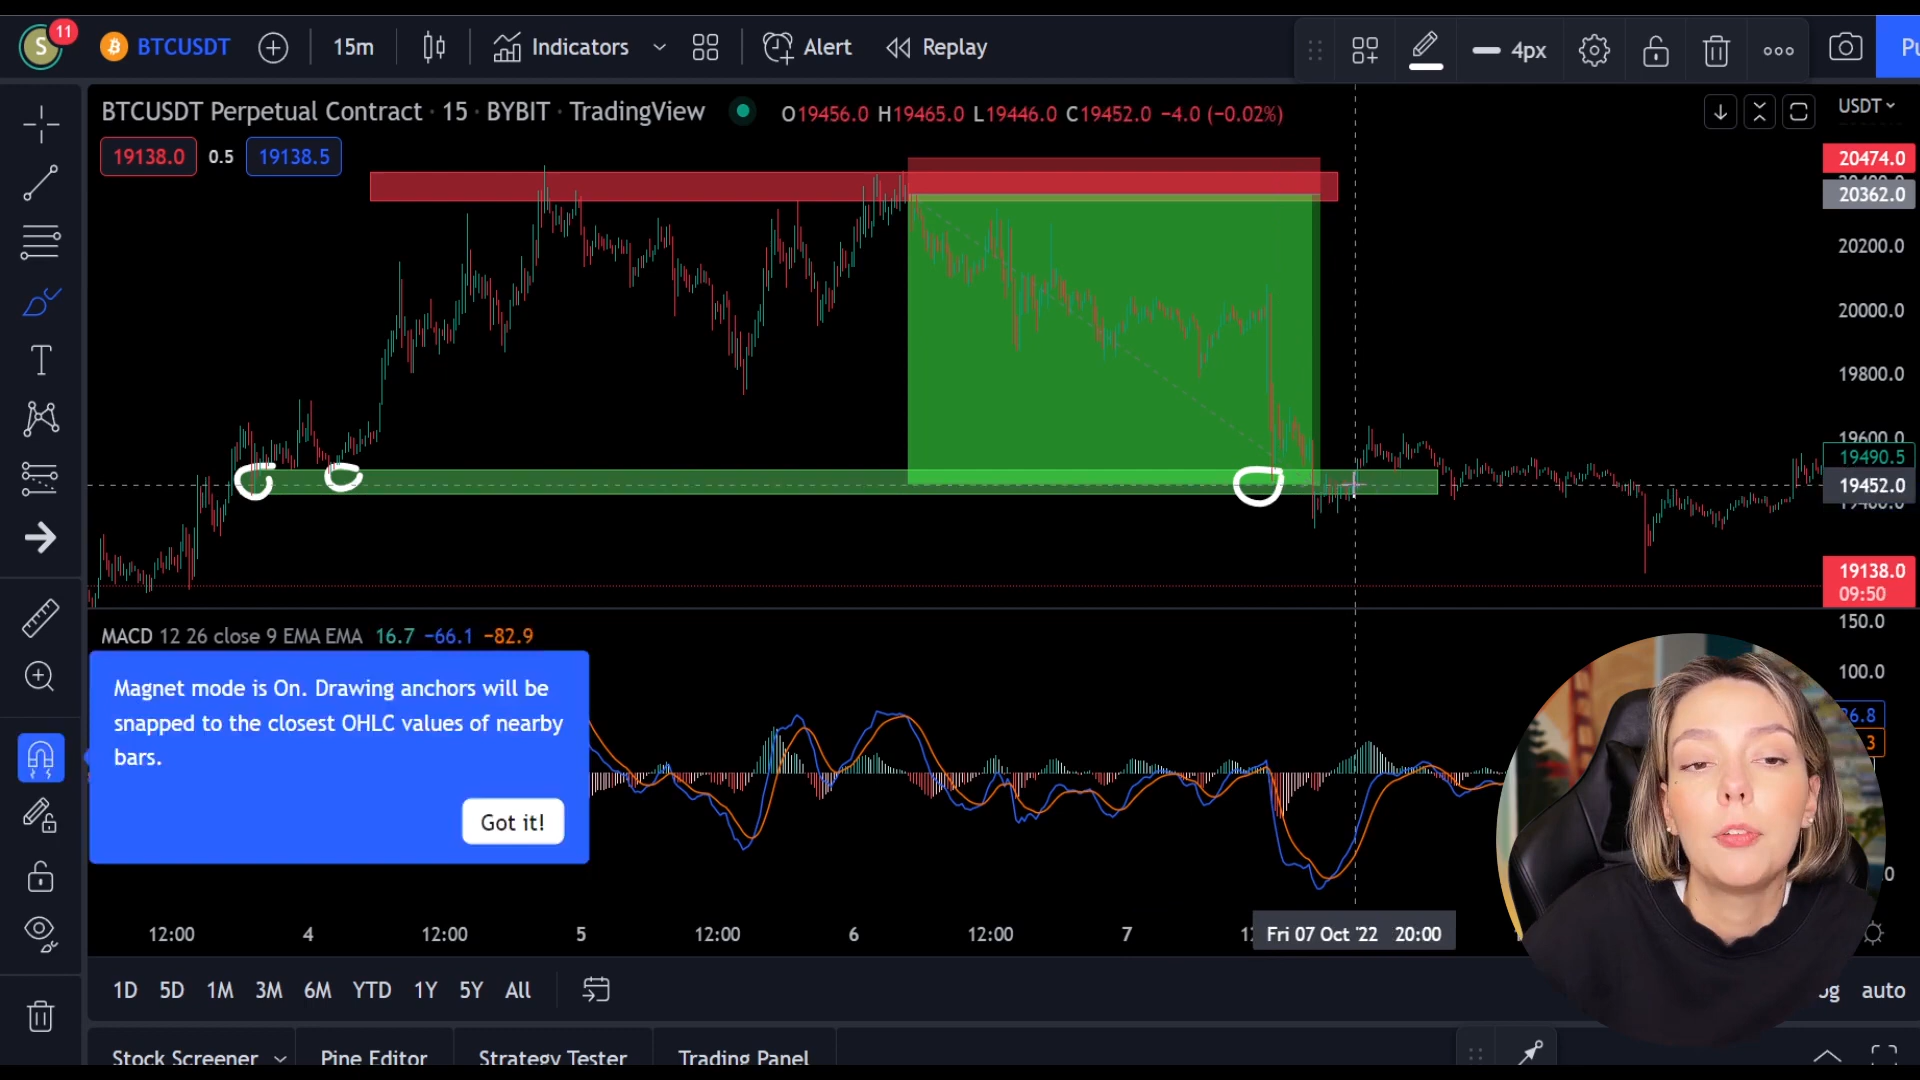 S 11 BTCUSDT 15m Indicators Alert Replay 4px Pu
BTCUSDT Perpetual Contract · 15 · BYBIT · TradingView O19456.0 H19465.0 L19446.0 C19452.0 −4.0 (−0.02%) USDT
19138.0 0.5 19138.5
20474.0
20362.0
20200.0
20000.0
19800.0
19600.0
19490.5
19452.0
19138.0
09:50
MACD 12 26 close 9 EMA EMA 16.7 −66.1 −82.9
150.0
100.0
Magnet mode is On. Drawing anchors will be
snapped to the closest OHLC values of nearby
bars.
Got it!
12:00 4 12:00 5 12:00 6 12:00 7 Fri 07 Oct '22 20:00
1D 5D 1M 3M 6M YTD 1Y 5Y All auto
Stock Screener Pine Editor Strategy Tester Trading Panel